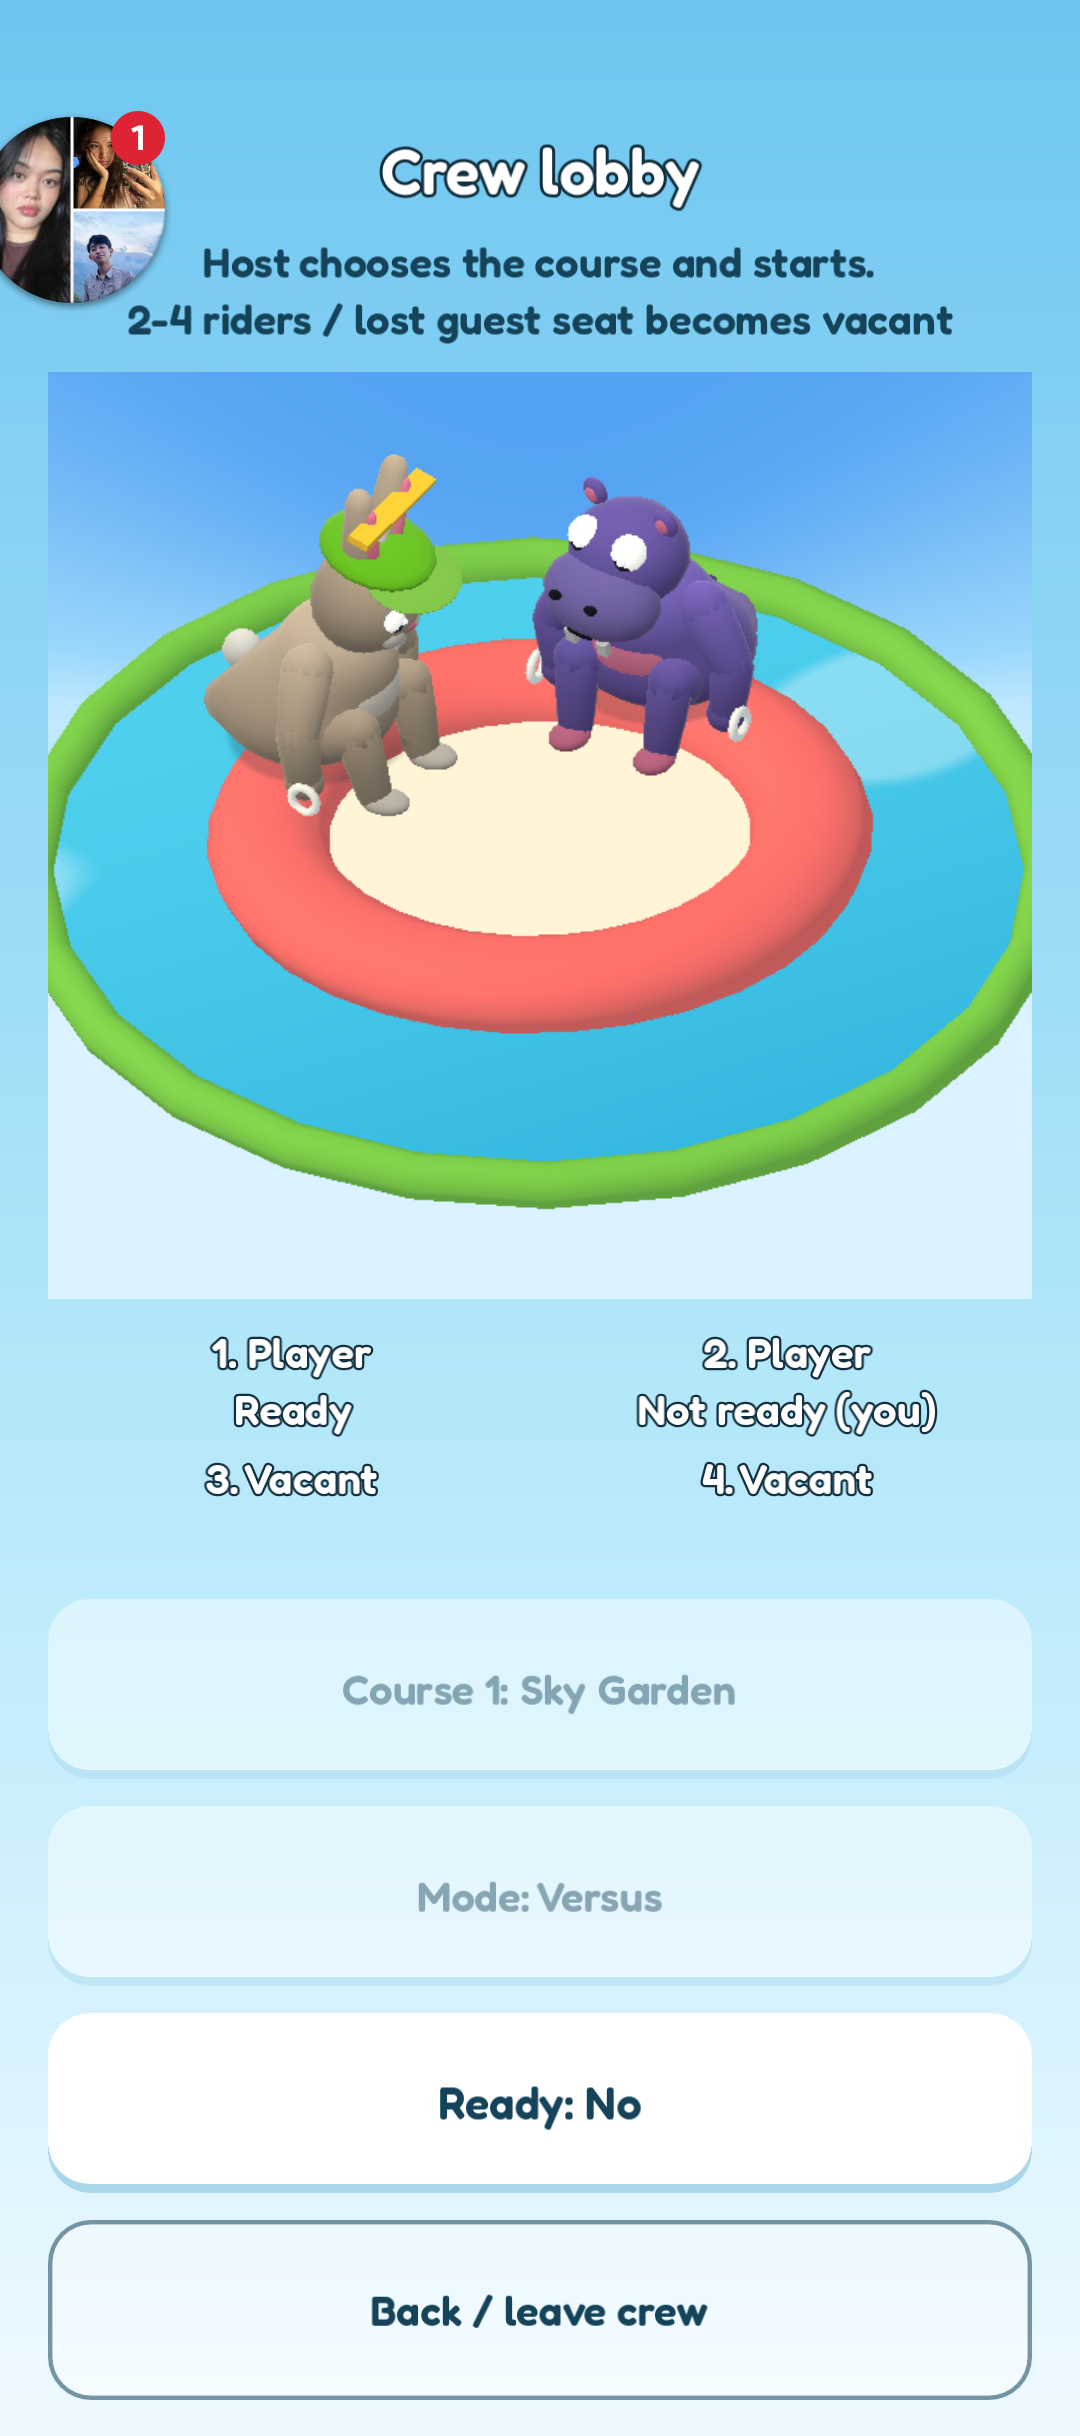 1
Crew lobby
Host chooses the course and starts.
2-4 riders / lost guest seat becomes vacant
1. Player
Ready
2. Player
Not ready (you)
3. Vacant
4. Vacant
Course 1: Sky Garden
Mode: Versus
Ready: No
Back / leave crew